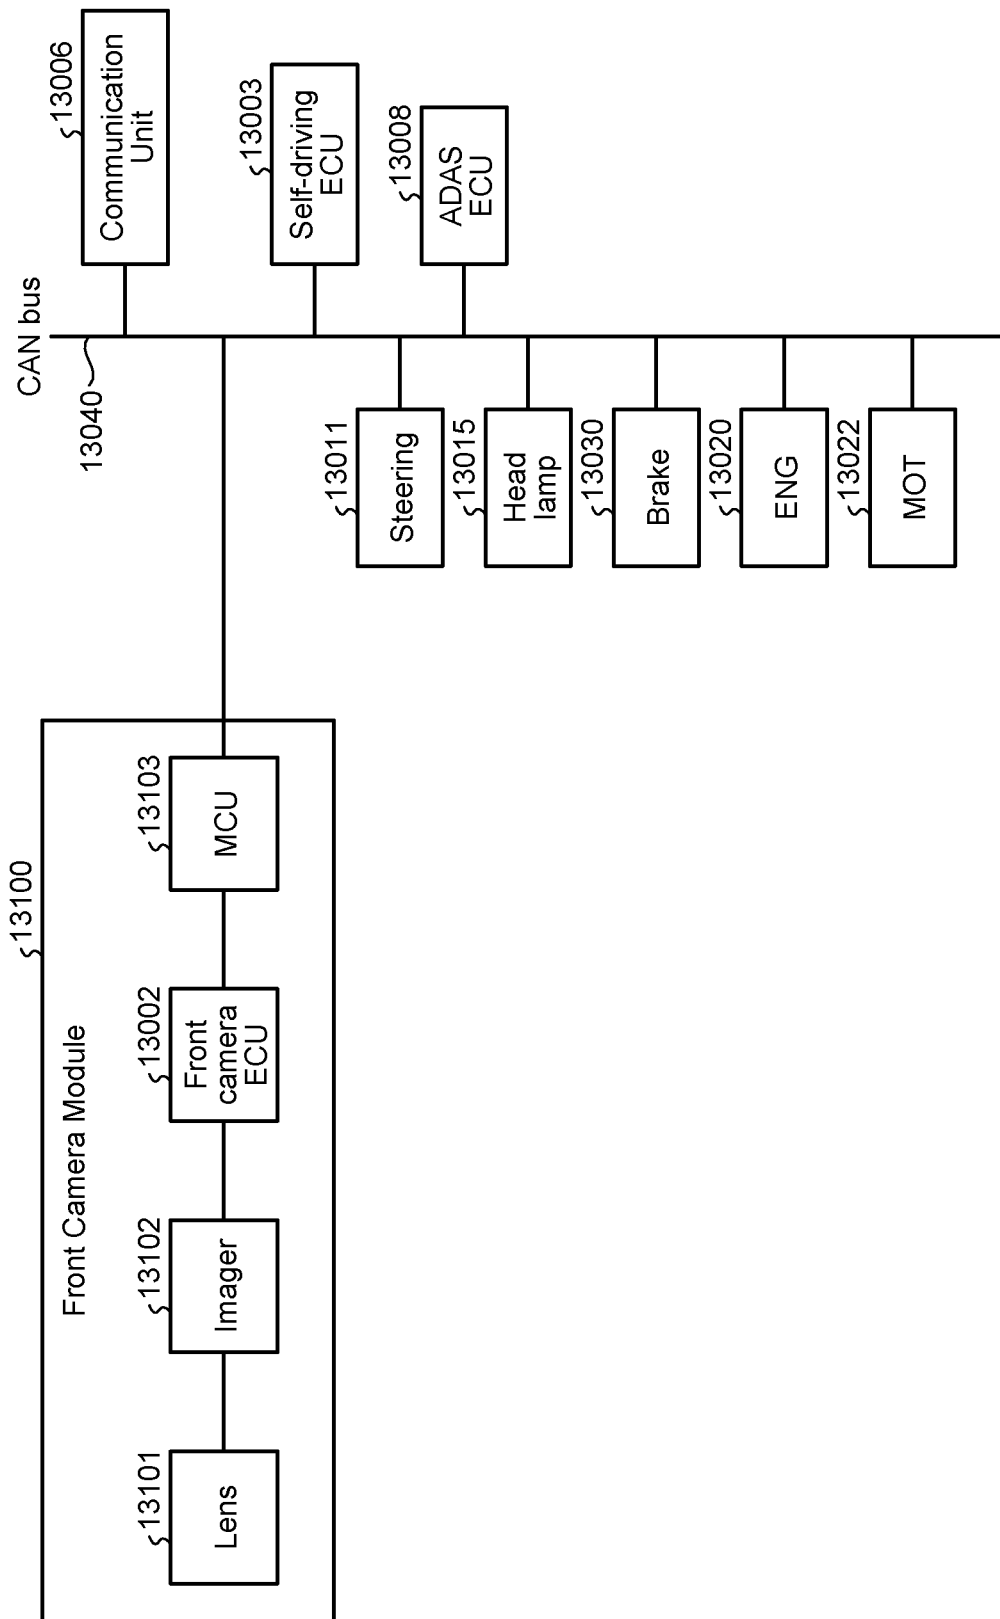 13100
Front Camera Module
13101
Lens
13102
Imager
13002
Front
camera
ECU
13103
MCU
CAN bus
13040
13006
Communication
Unit
13003
Self-driving
ECU
13008
ADAS
ECU
13011
Steering
13015
Head
lamp
13030
Brake
13020
ENG
13022
MOT